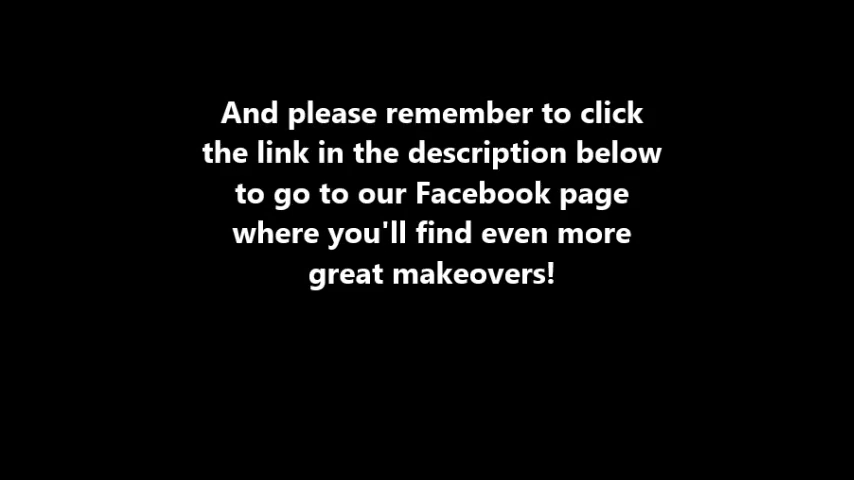 And please remember to click
the link in the description below
to go to our Facebook page
where you'll find even more
great makeovers!